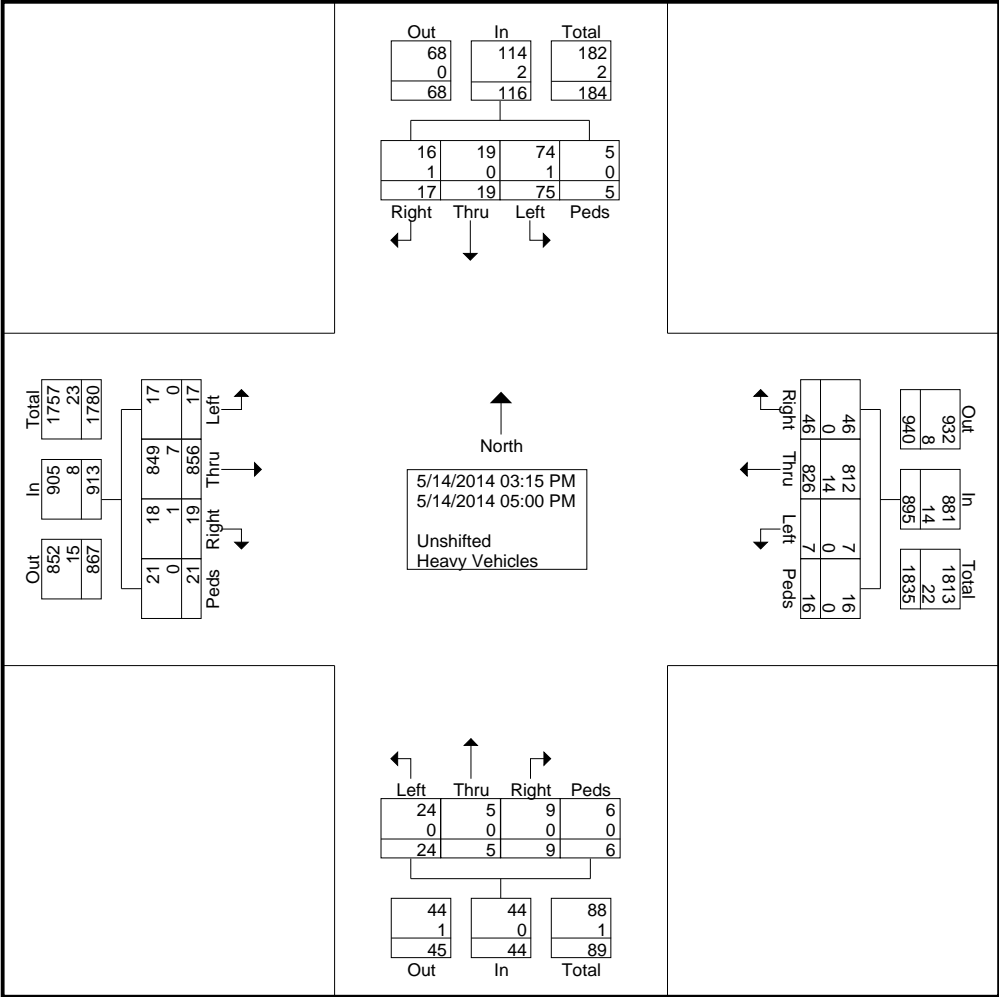 Out In Total
68 114 182
0 2 2
68 116 184
16 19 74 5
1 0 1 0
17 19 75 5
Right Thru Left Peds
Total
1757
23
1780
In
905
8
913
Out
852
15
867
17
0
17
Left
849
7
856
Thru
18
1
19
Right
21
0
21
Peds
North
5/14/2014 03:15 PM
5/14/2014 05:00 PM
Unshifted
Heavy Vehicles
Right
46
0
46
Thru
812
14
826
Left
7
0
7
Peds
16
0
16
Out
932
8
940
In
881
14
895
Total
1813
22
1835
Left Thru Right Peds
24 5 9 6
0 0 0 0
24 5 9 6
44 44 88
1 0 1
45 44 89
Out In Total